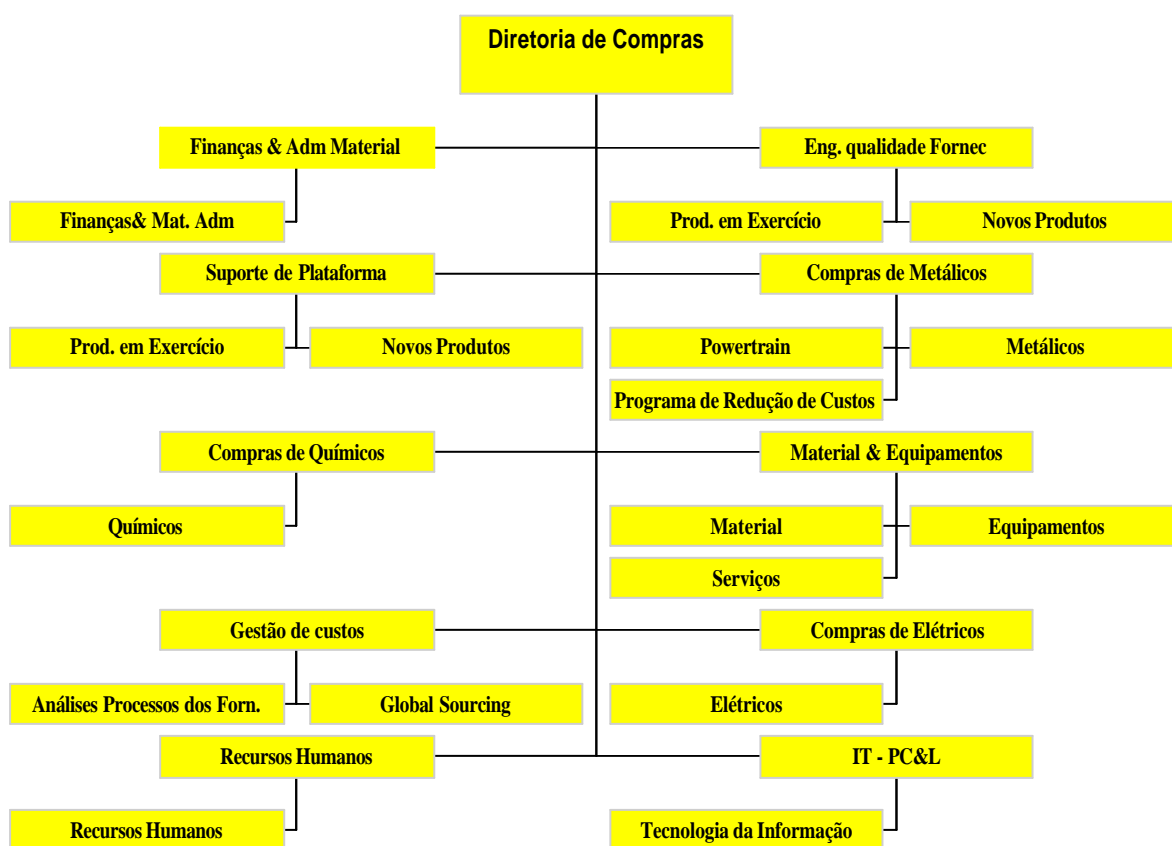 Diretoria de Compras
Finanças & Adm Material
Eng. qualidade Fornec
Finanças& Mat. Adm
Prod. em Exercício
Novos Produtos
Suporte de Plataforma
Compras de Metálicos
Prod. em Exercício
Novos Produtos
Powertrain
Metálicos
Programa de Redução de Custos
Compras de Químicos
Material & Equipamentos
Químicos
Material
Equipamentos
Serviços
Gestão de custos
Compras de Elétricos
Análises Processos dos Forn.
Global Sourcing
Elétricos
Recursos Humanos
IT - PC&L
Recursos Humanos
Tecnologia da Informação